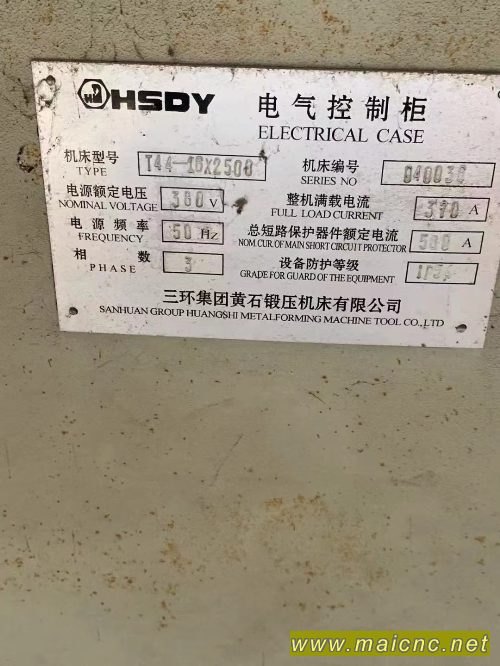 HSDY 电气控制柜
ELECTRICAL CASE
机床型号 T44-16X2500 机床编号 040036
TYPE SERIES NO
电源额定电压 380 V 整机满载电流 370 A
NOMINAL VOLTAGE FULL LOAD CURRENT
电源频率 50 Hz 总短路保护器件额定电流 500 A
FREQUENCY NOM CUR OF MAIN SHORT CIRCUIT PROTECTOR
相数 3 设备防护等级
PHASE GRADE FOR GUARD OF THE EQUIPMENT
三环集团黄石锻压机床有限公司
SANHUAN GROUP HUANGSHI METALFORMING MACHINE TOOL CO.,LTD
www.maicnc.net